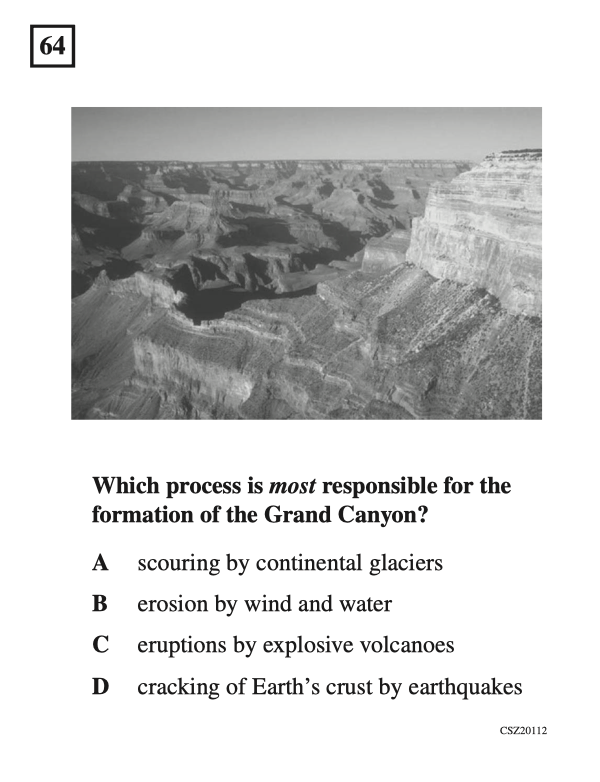 64
Which process is most responsible for the
formation of the Grand Canyon?
A scouring by continental glaciers
B erosion by wind and water
C eruptions by explosive volcanoes
D cracking of Earth's crust by earthquakes
CSZ20112